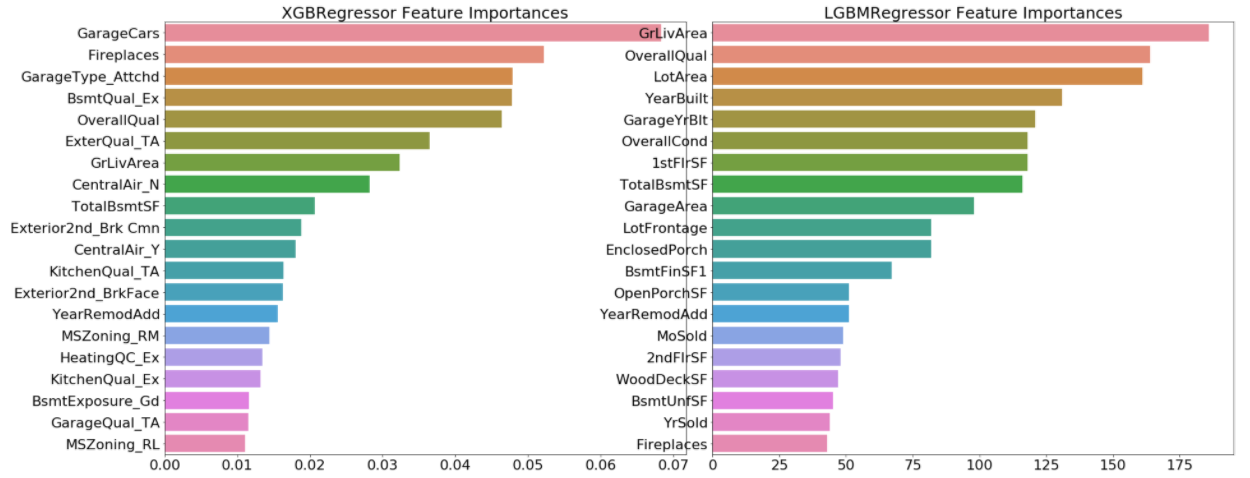 XGBRegressor Feature Importances
GarageCars
Fireplaces
GarageType_Attchd
BsmtQual_Ex
OverallQual
ExterQual_TA
GrLivArea
CentralAir_N
TotalBsmtSF
Exterior2nd_Brk Cmn
CentralAir_Y
KitchenQual_TA
Exterior2nd_BrkFace
YearRemodAdd
MSZoning_RM
HeatingQC_Ex
KitchenQual_Ex
BsmtExposure_Gd
GarageQual_TA
MSZoning_RL
0.00 0.01 0.02 0.03 0.04 0.05 0.06 0.07
LGBMRegressor Feature Importances
GrLivArea
OverallQual
LotArea
YearBuilt
GarageYrBlt
OverallCond
1stFlrSF
TotalBsmtSF
GarageArea
LotFrontage
EnclosedPorch
BsmtFinSF1
OpenPorchSF
YearRemodAdd
MoSold
2ndFlrSF
WoodDeckSF
BsmtUnfSF
YrSold
Fireplaces
0 25 50 75 100 125 150 175